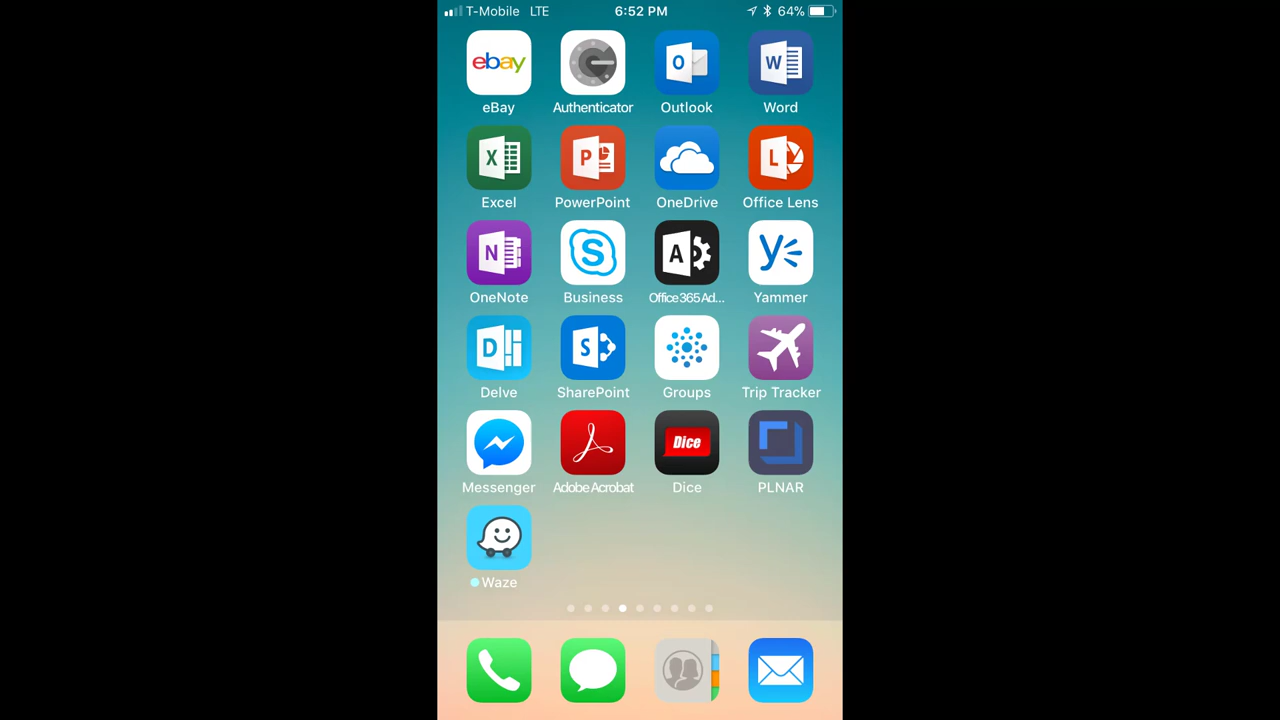 T-Mobile LTE 6:52 PM 64%
ebay
eBay Authenticator Outlook Word
Excel PowerPoint OneDrive Office Lens
OneNote Business Office 365 Ad... Yammer
Delve SharePoint Groups Trip Tracker
Dice
Messenger Adobe Acrobat Dice PLNAR
Waze